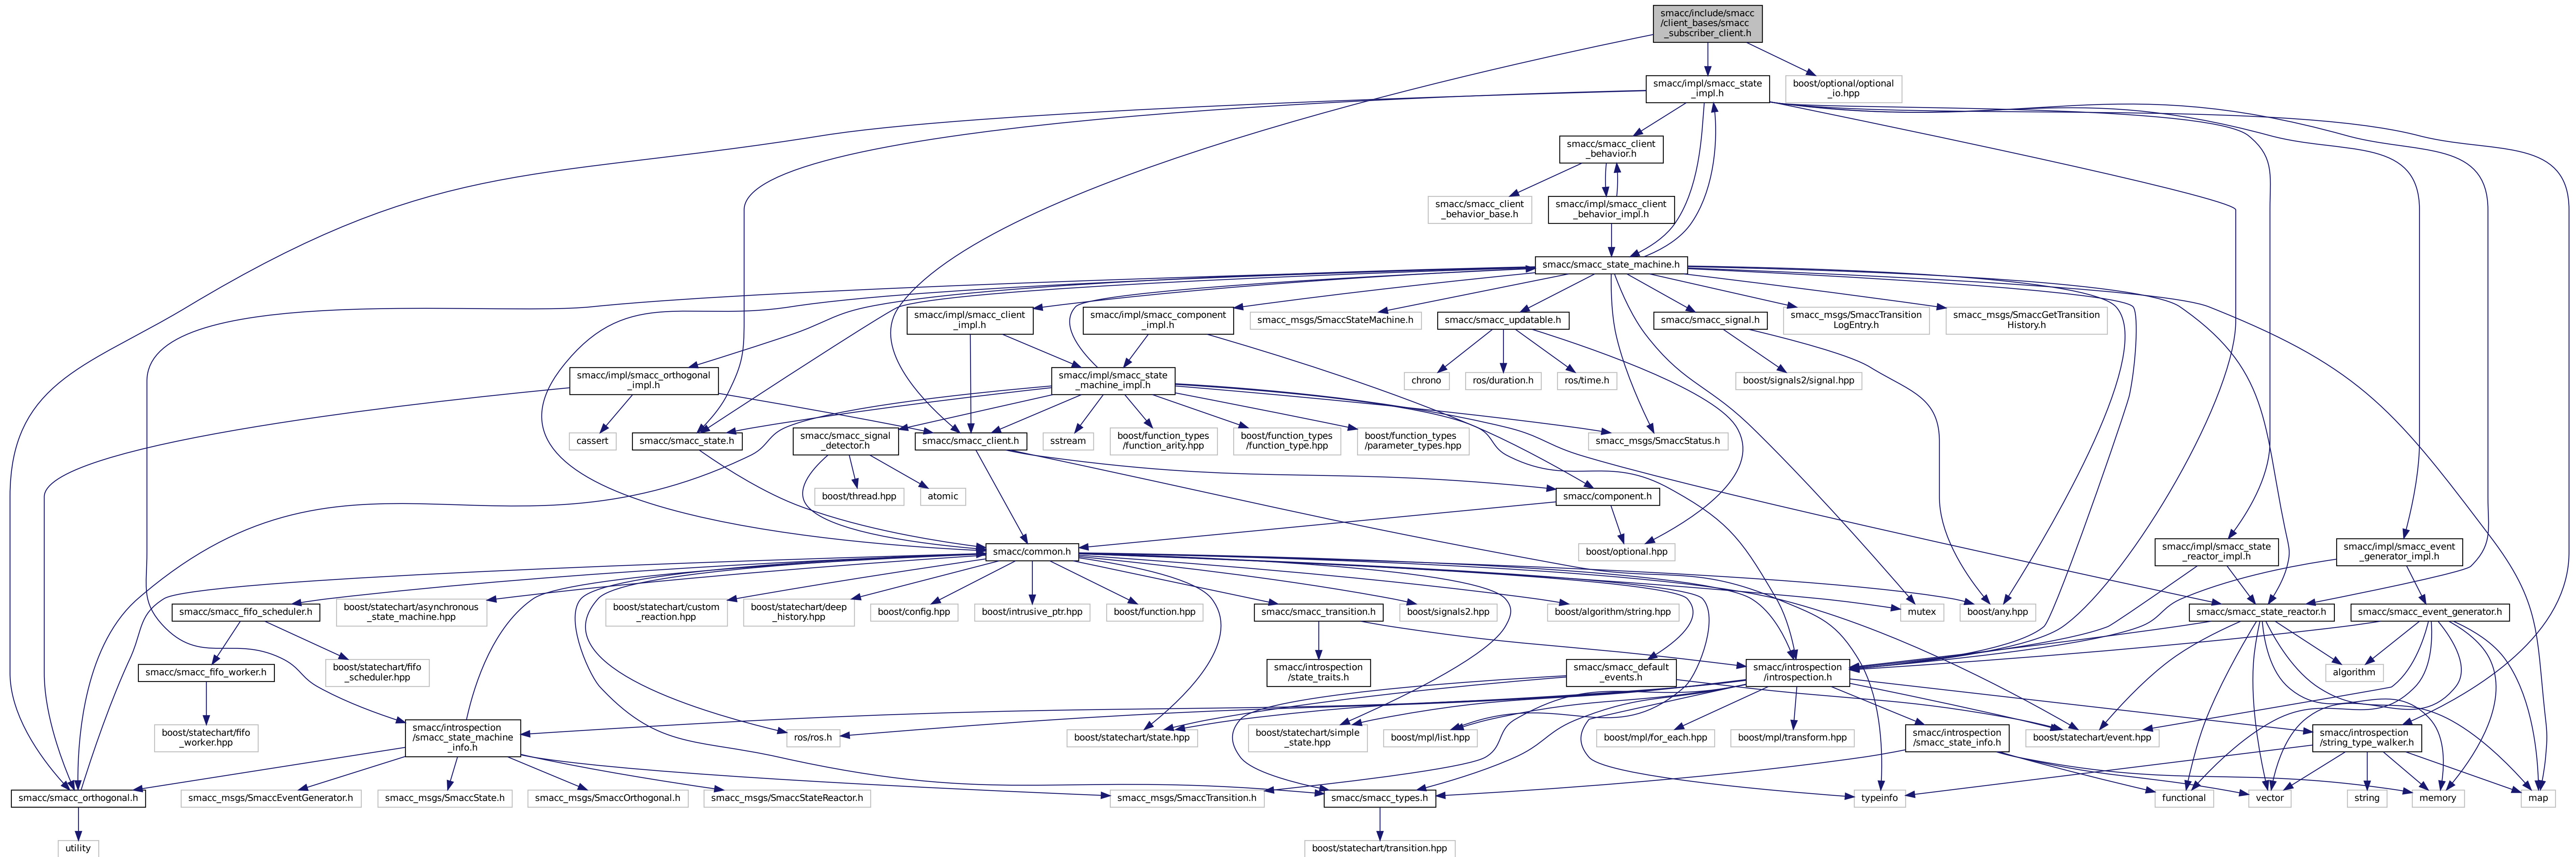 smacc/include/smacc
/client_bases/smacc
_subscriber_client.h
smacc/impl/smacc_state
_impl.h
boost/optional/optional
_io.hpp
smacc/smacc_client
_behavior.h
smacc/smacc_client
_behavior_base.h
smacc/impl/smacc_client
_behavior_impl.h
smacc/smacc_state_machine.h
smacc/impl/smacc_client
_impl.h
smacc/impl/smacc_component
_impl.h
smacc_msgs/SmaccStateMachine.h
smacc/smacc_updatable.h
smacc/smacc_signal.h
smacc_msgs/SmaccTransition
LogEntry.h
smacc_msgs/SmaccGetTransition
History.h
smacc/impl/smacc_orthogonal
_impl.h
smacc/impl/smacc_state
_machine_impl.h
chrono
ros/duration.h
ros/time.h
boost/signals2/signal.hpp
cassert
smacc/smacc_state.h
smacc/smacc_signal
_detector.h
smacc/smacc_client.h
sstream
boost/function_types
/function_arity.hpp
boost/function_types
/function_type.hpp
boost/function_types
/parameter_types.hpp
smacc_msgs/SmaccStatus.h
boost/thread.hpp
atomic
smacc/component.h
smacc/common.h
boost/optional.hpp
smacc/impl/smacc_state
_reactor_impl.h
smacc/impl/smacc_event
_generator_impl.h
smacc/smacc_fifo_scheduler.h
boost/statechart/asynchronous
_state_machine.hpp
boost/statechart/custom
_reaction.hpp
boost/statechart/deep
_history.hpp
boost/config.hpp
boost/intrusive_ptr.hpp
boost/function.hpp
smacc/smacc_transition.h
boost/signals2.hpp
boost/algorithm/string.hpp
mutex
boost/any.hpp
smacc/smacc_state_reactor.h
smacc/smacc_event_generator.h
smacc/smacc_fifo_worker.h
boost/statechart/fifo
_scheduler.hpp
smacc/introspection
/state_traits.h
smacc/smacc_default
_events.h
smacc/introspection
/introspection.h
algorithm
boost/statechart/fifo
_worker.hpp
smacc/introspection
/smacc_state_machine
_info.h
ros/ros.h
boost/statechart/state.hpp
boost/statechart/simple
_state.hpp
boost/mpl/list.hpp
boost/mpl/for_each.hpp
boost/mpl/transform.hpp
smacc/introspection
/smacc_state_info.h
boost/statechart/event.hpp
smacc/introspection
/string_type_walker.h
smacc/smacc_orthogonal.h
smacc_msgs/SmaccEventGenerator.h
smacc_msgs/SmaccState.h
smacc_msgs/SmaccOrthogonal.h
smacc_msgs/SmaccStateReactor.h
smacc_msgs/SmaccTransition.h
smacc/smacc_types.h
typeinfo
functional
vector
string
memory
map
utility
boost/statechart/transition.hpp